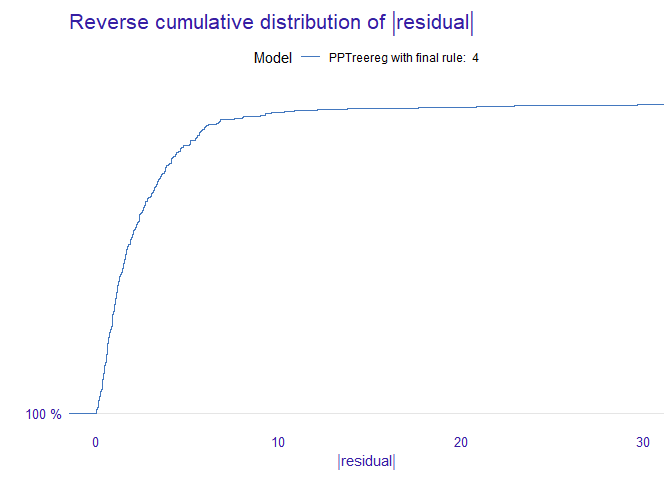 Reverse cumulative distribution of |residual|
Model PPTreereg with final rule: 4
100 %
0 10 20 30
|residual|